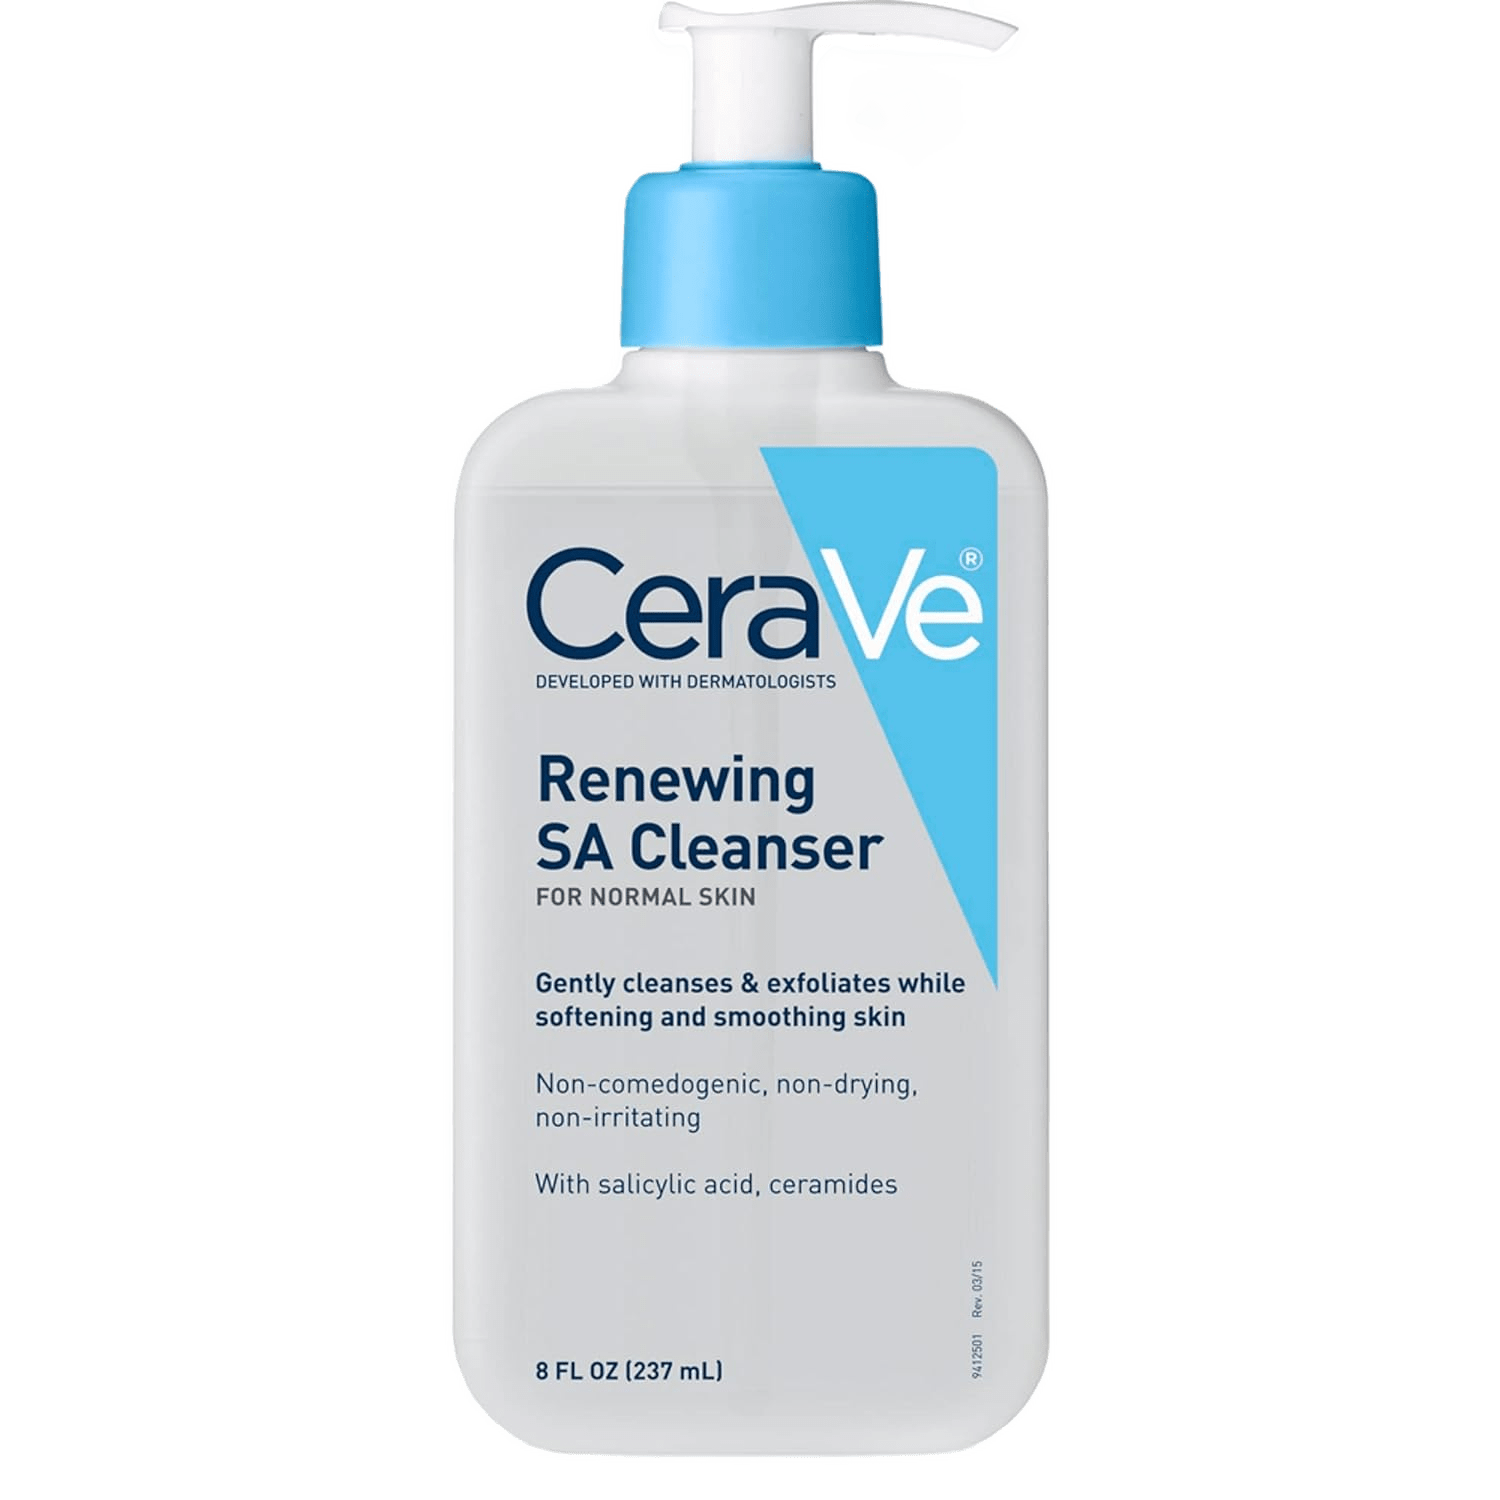 CeraVe®
DEVELOPED WITH DERMATOLOGISTS
Renewing
SA Cleanser
FOR NORMAL SKIN
Gently cleanses & exfoliates while
softening and smoothing skin
Non-comedogenic, non-drying,
non-irritating
With salicylic acid, ceramides
8 FL OZ (237 mL)
9412501 Rev. 03/15